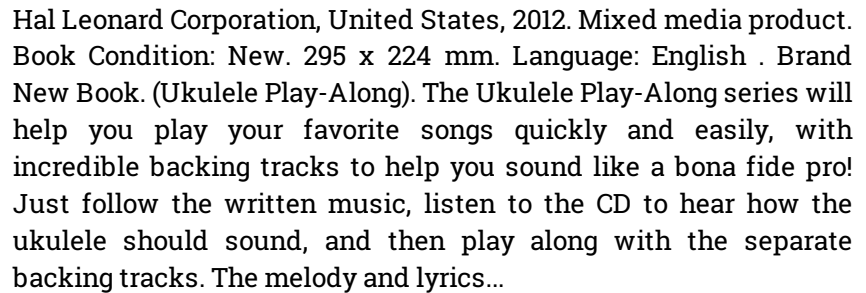 Hal Leonard Corporation, United States, 2012. Mixed media product.
Book Condition: New. 295 x 224 mm. Language: English . Brand
New Book. (Ukulele Play-Along). The Ukulele Play-Along series will
help you play your favorite songs quickly and easily, with
incredible backing tracks to help you sound like a bona fide pro!
Just follow the written music, listen to the CD to hear how the
ukulele should sound, and then play along with the separate
backing tracks. The melody and lyrics...